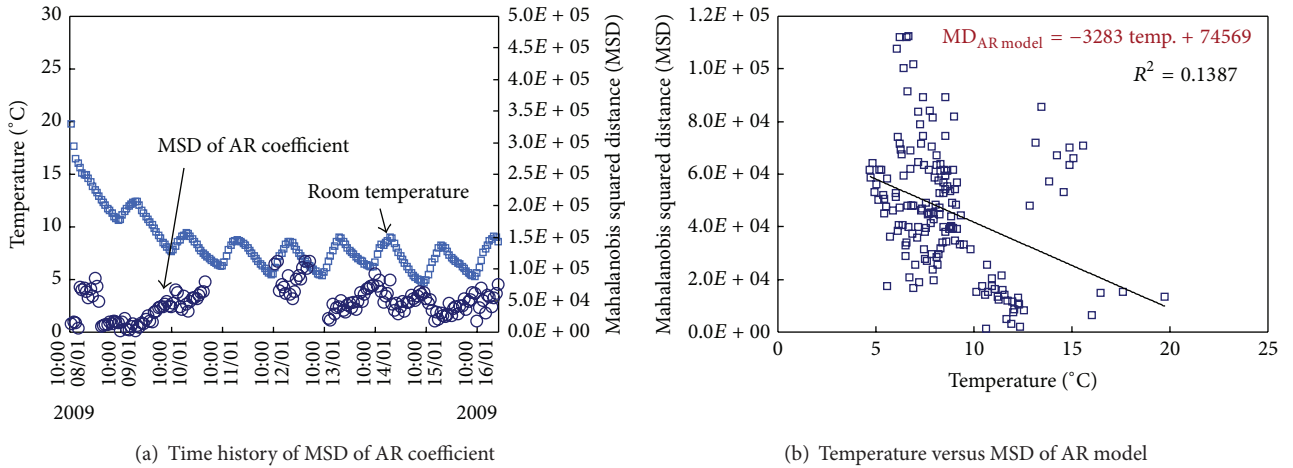 30
25
20
15
10
5
0
Temperature (°C)
5.0E + 05
4.5E + 05
4.0E + 05
3.5E + 05
3.0E + 05
2.5E + 05
2.0E + 05
1.5E + 05
1.0E + 05
5.0E + 04
0.0E + 00
Mahalanobis squared distance (MSD)
MSD of AR coefficient
Room temperature
10:00
08/01
10:00
09/01
10:00
10/01
10:00
11/01
10:00
12/01
10:00
13/01
10:00
14/01
10:00
15/01
10:00
16/01
2009
2009
(a) Time history of MSD of AR coefficient
1.2E + 05
1.0E + 05
8.0E + 04
6.0E + 04
4.0E + 04
2.0E + 04
0.0E + 00
Mahalanobis squared distance (MSD)
MD_AR model = −3283 temp. + 74569
R² = 0.1387
0
5
10
15
20
25
Temperature (°C)
(b) Temperature versus MSD of AR model